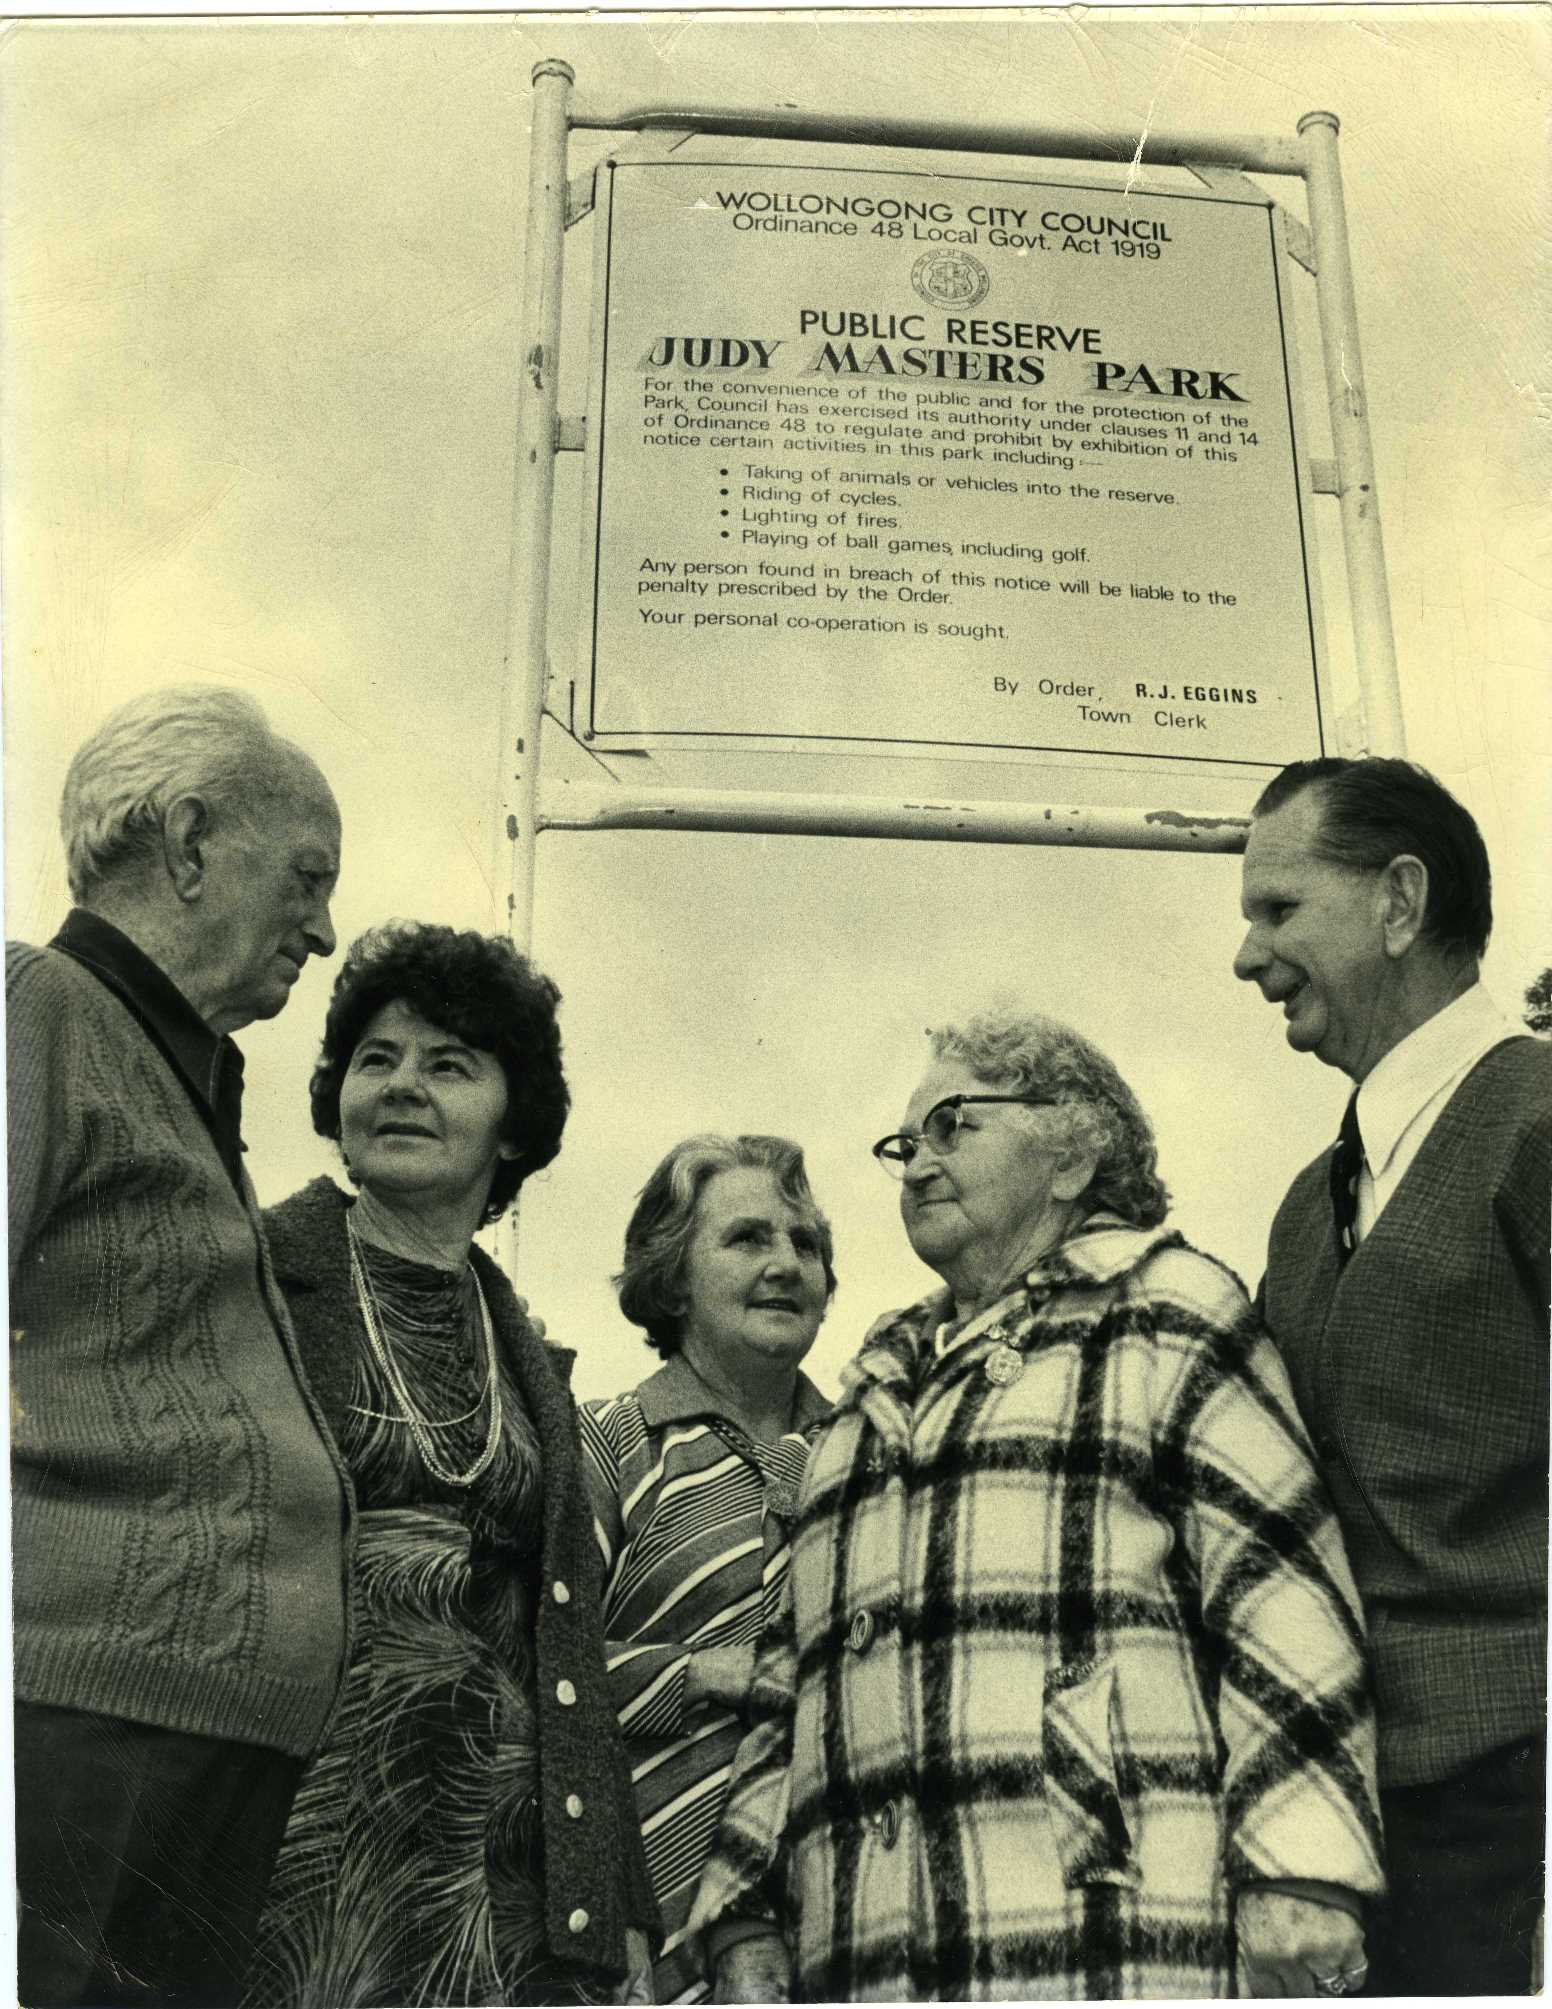 WOLLONGONG CITY COUNCIL
Ordinance 48 Local Govt. Act 1919
PUBLIC RESERVE
JUDY MASTERS PARK
For the convenience of the public and for the protection of the
Park, Council has exercised its authority under clauses 11 and 14
of Ordinance 48 to regulate and prohibit by exhibition of this
notice certain activities in this park including :—
• Taking of animals or vehicles into the reserve.
• Riding of cycles.
• Lighting of fires.
• Playing of ball games, including golf.
Any person found in breach of this notice will be liable to the
penalty prescribed by the Order.
Your personal co-operation is sought.
By Order, R.J. EGGINS
Town Clerk